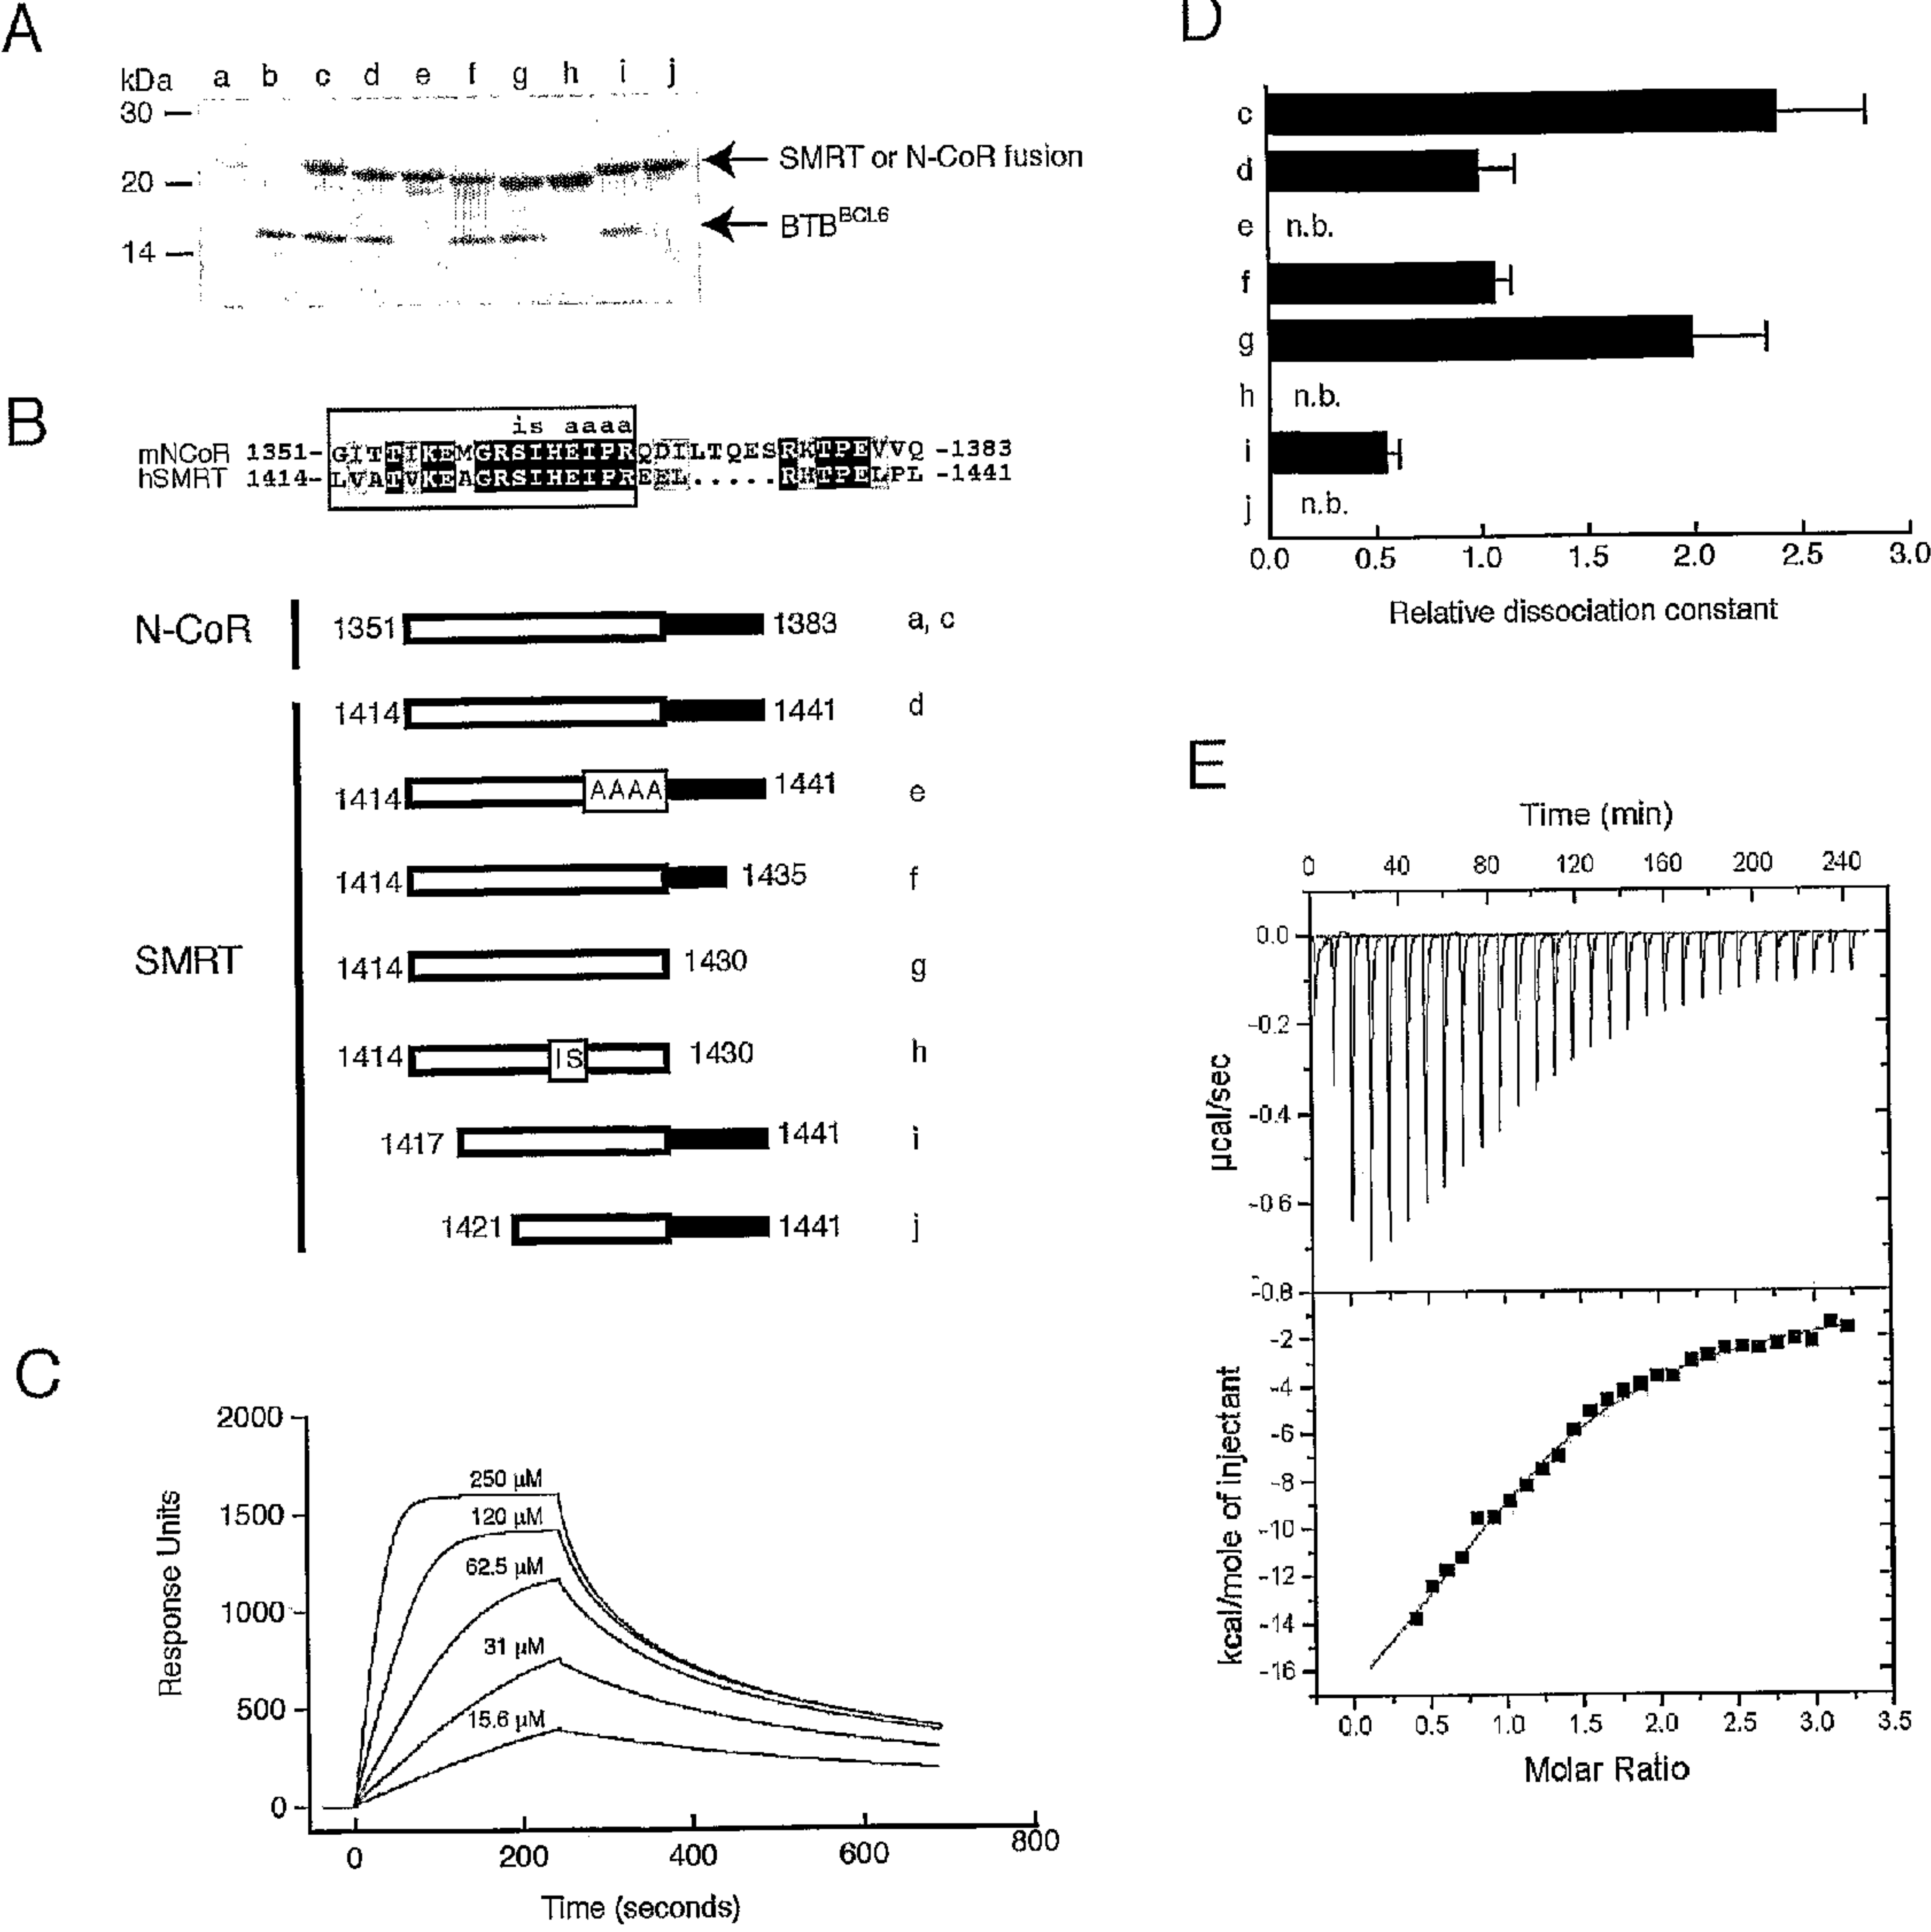 A
kDa a b c d e f g h i j
30
20
14
SMRT or N-CoR fusion
BTB^BCL6
B
is aaaa
mNCoR 1351-GITTIKEMGRSIHEIPRQDILTQESRKTPEVVQ -1383
hSMRT 1414-LVATVKEAGRSIHEIPREEL.....RHTPELPL -1441
N-CoR
1351 1383 a, c
SMRT
1414 1441 d
1414 AAAA 1441 e
1414 1435 f
1414 1430 g
1414 IS 1430 h
1417 1441 i
1421 1441 j
C
Response Units
2000
1500
1000
500
0
250 µM
120 µM
62.5 µM
31 µM
15.6 µM
0 200 400 600 800
Time (seconds)
D
c
d
e n.b.
f
g
h n.b.
i
j n.b.
0.0 0.5 1.0 1.5 2.0 2.5 3.0
Relative dissociation constant
E
Time (min)
0 40 80 120 160 200 240
µcal/sec
0.0
-0.2
-0.4
-0.6
-0.8
kcal/mole of injectant
-2
-4
-6
-8
-10
-12
-14
-16
0.0 0.5 1.0 1.5 2.0 2.5 3.0 3.5
Molar Ratio